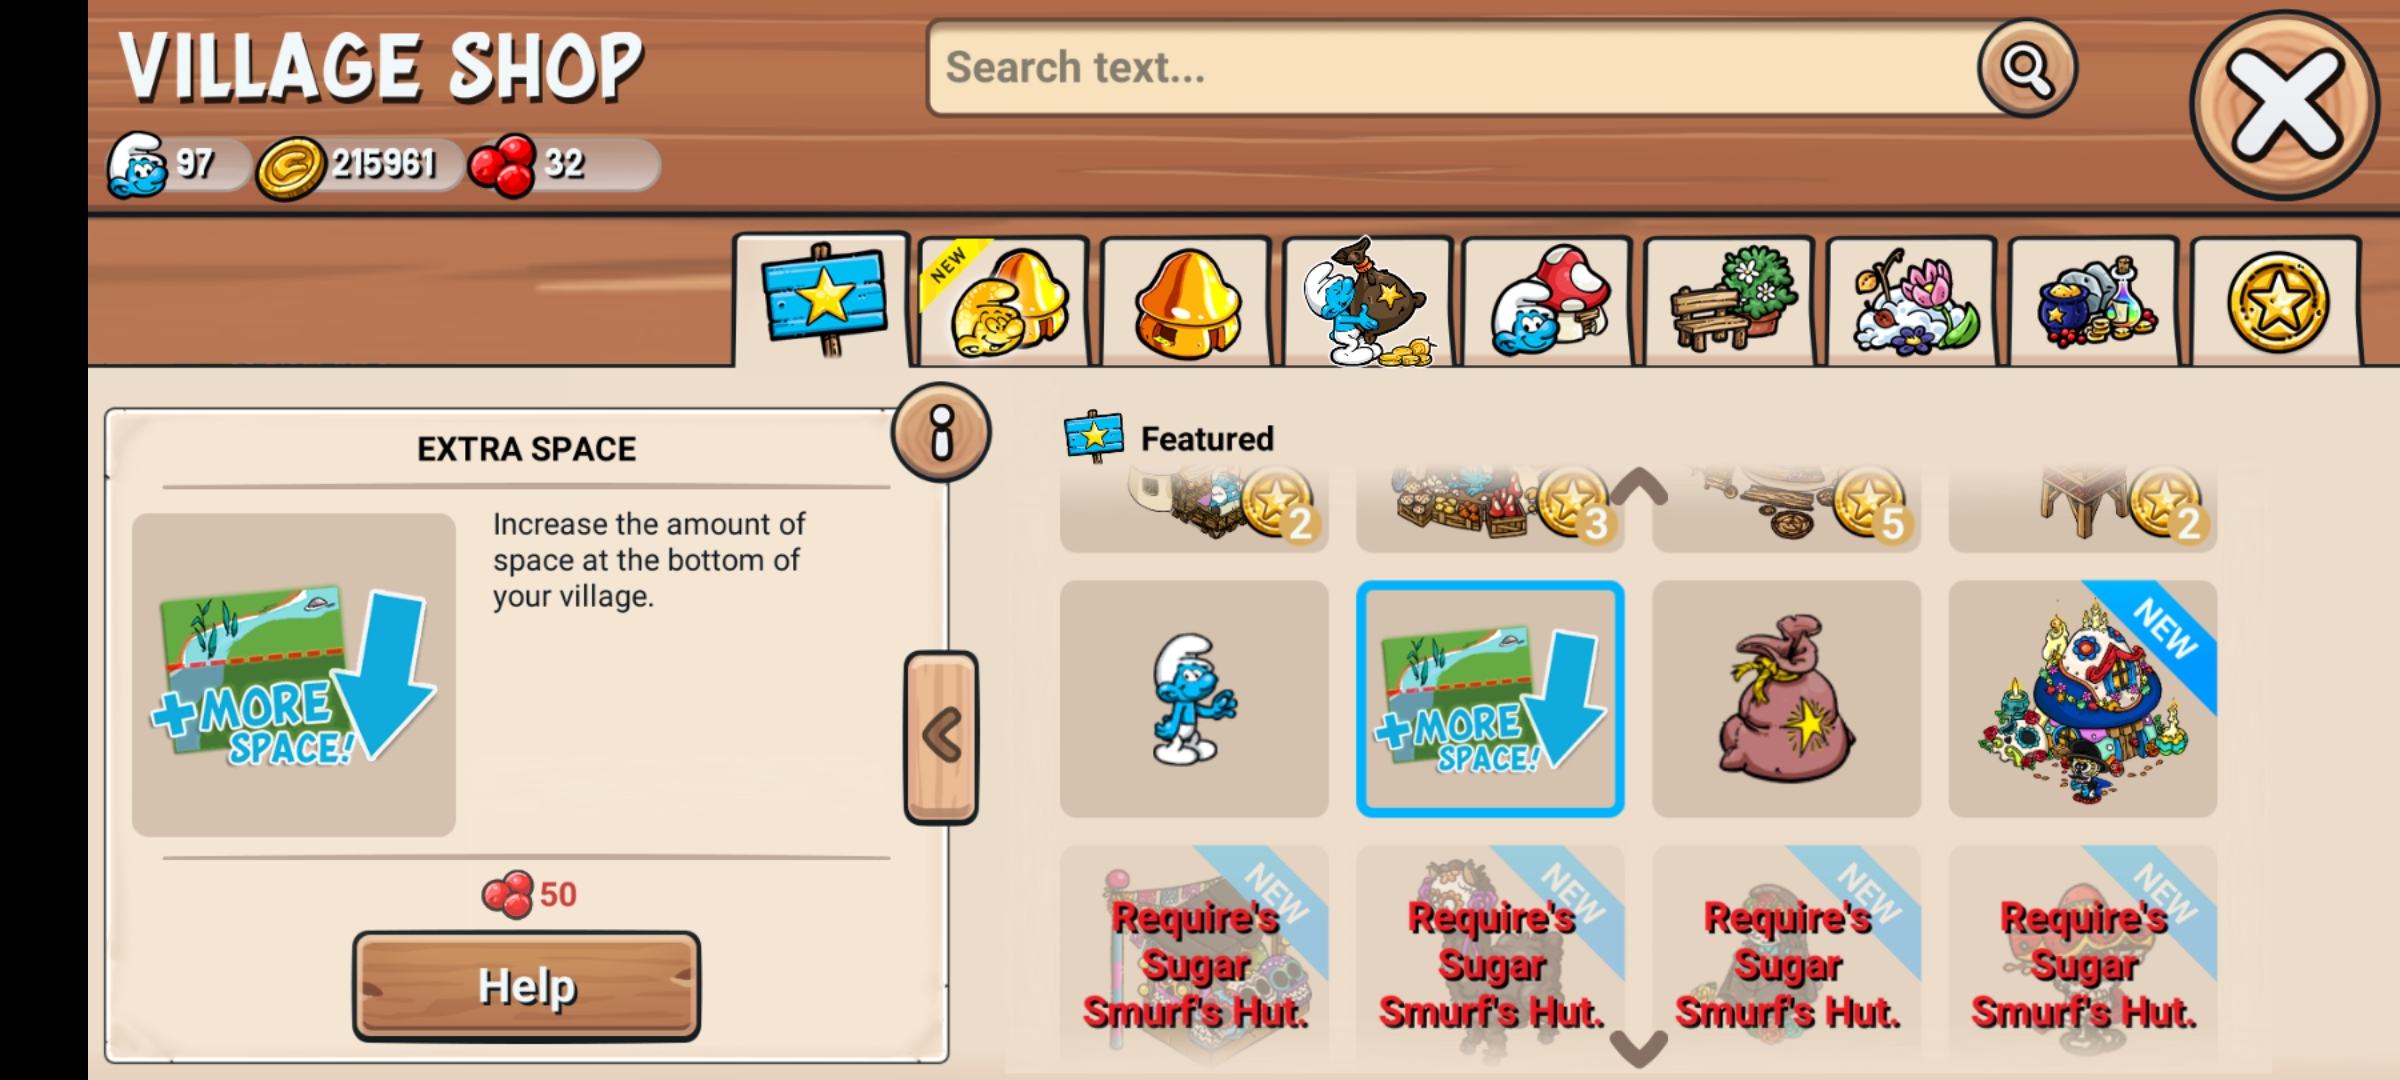 VILLAGE SHOP
Search text...
97
215961
32
NEW
EXTRA SPACE
Increase the amount of
space at the bottom of
your village.
+MORE
SPACE!
50
Help
Featured
2
3
5
2
+MORE
SPACE!
NEW
NEW
Require's
Sugar
Smurf's Hut.
NEW
Require's
Sugar
Smurf's Hut.
NEW
Require's
Sugar
Smurf's Hut.
NEW
Require's
Sugar
Smurf's Hut.